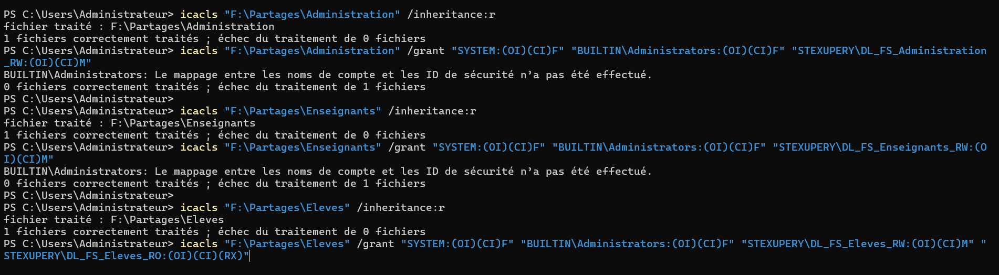 PS C:\Users\Administrateur> icacls "F:\Partages\Administration" /inheritance:r
fichier traité : F:\Partages\Administration
1 fichiers correctement traités ; échec du traitement de 0 fichiers
PS C:\Users\Administrateur> icacls "F:\Partages\Administration" /grant "SYSTEM:(OI)(CI)F" "BUILTIN\Administrators:(OI)(CI)F" "STEXUPERY\DL_FS_Administration
_RW:(OI)(CI)M"
BUILTIN\Administrators: Le mappage entre les noms de compte et les ID de sécurité n’a pas été effectué.
0 fichiers correctement traités ; échec du traitement de 1 fichiers
PS C:\Users\Administrateur>
PS C:\Users\Administrateur> icacls "F:\Partages\Enseignants" /inheritance:r
fichier traité : F:\Partages\Enseignants
1 fichiers correctement traités ; échec du traitement de 0 fichiers
PS C:\Users\Administrateur> icacls "F:\Partages\Enseignants" /grant "SYSTEM:(OI)(CI)F" "BUILTIN\Administrators:(OI)(CI)F" "STEXUPERY\DL_FS_Enseignants_RW:(O
I)(CI)M"
BUILTIN\Administrators: Le mappage entre les noms de compte et les ID de sécurité n’a pas été effectué.
0 fichiers correctement traités ; échec du traitement de 1 fichiers
PS C:\Users\Administrateur>
PS C:\Users\Administrateur> icacls "F:\Partages\Eleves" /inheritance:r
fichier traité : F:\Partages\Eleves
1 fichiers correctement traités ; échec du traitement de 0 fichiers
PS C:\Users\Administrateur> icacls "F:\Partages\Eleves" /grant "SYSTEM:(OI)(CI)F" "BUILTIN\Administrators:(OI)(CI)F" "STEXUPERY\DL_FS_Eleves_RW:(OI)(CI)M" "
STEXUPERY\DL_FS_Eleves_RO:(OI)(CI)(RX)"